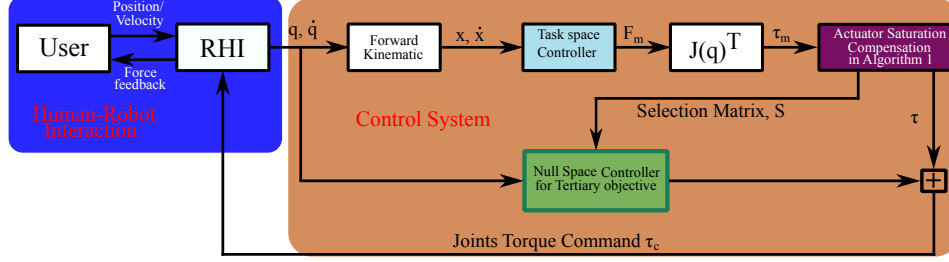 Position/
Velocity
User
RHI
Force
feedback
Human-Robot
Interaction
q, q̇
Forward
Kinematic
x, ẋ
Task space
Controller
F_m
J(q)^T
τ_m
Actuator Saturation
Compensation
in Algorithm 1
Control System
Selection Matrix, S
τ
Null Space Controller
for Tertiary objective
+
Joints Torque Command τ_c